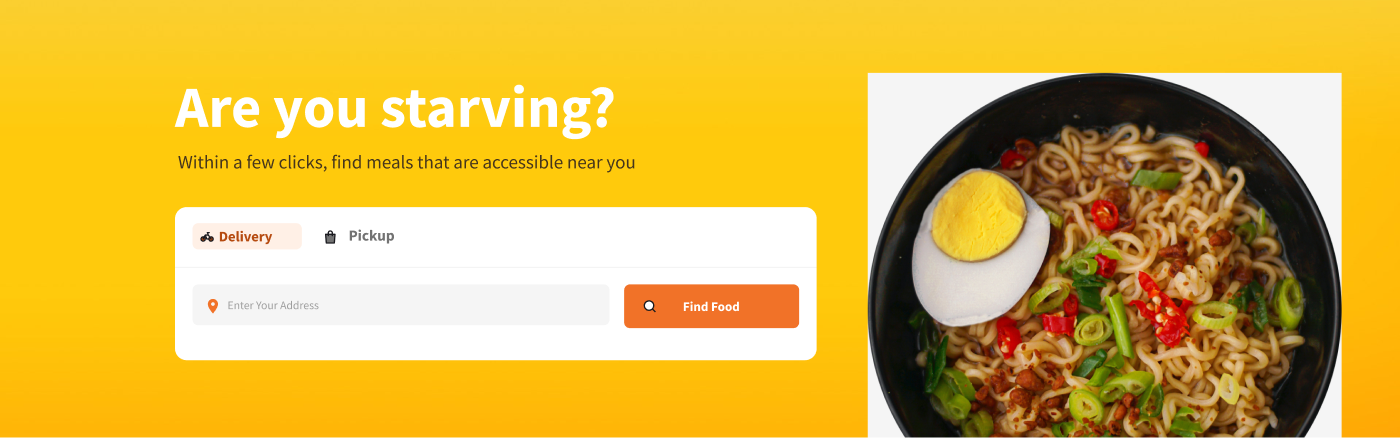 Are you starving?
Within a few clicks, find meals that are accessible near you
Delivery
Pickup
Enter Your Address
Find Food